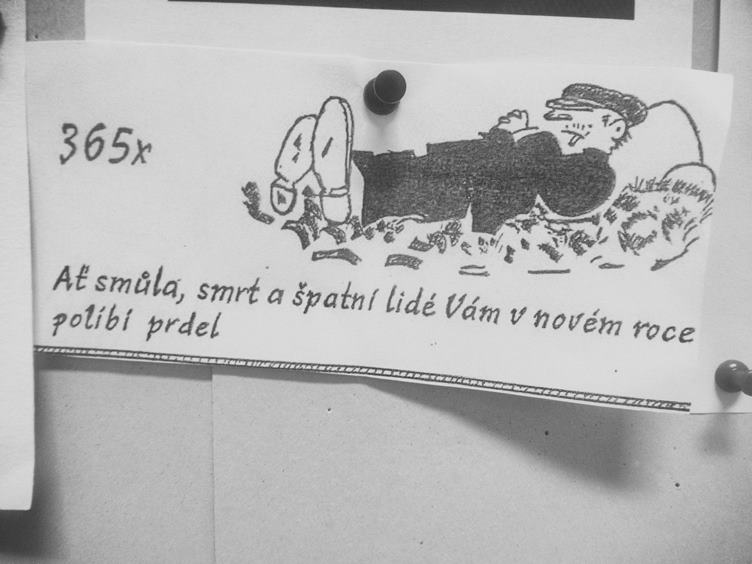 365x
Ať smůla, smrt a špatní lidé Vám v novém roce
políbí prdel